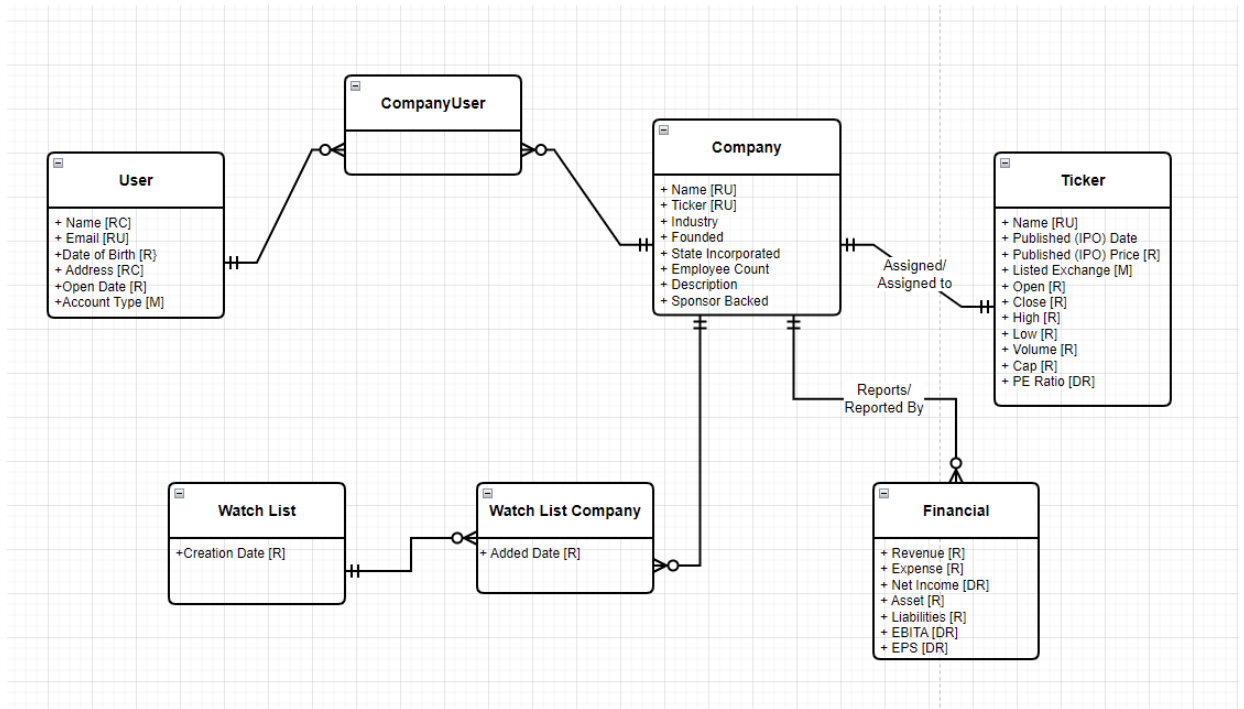 CompanyUser
User
+ Name [RC]
+ Email [RU]
+Date of Birth [R}
+ Address [RC]
+Open Date [R]
+Account Type [M]
Company
+ Name [RU]
+ Ticker [RU]
+ Industry
+ Founded
+ State Incorporated
+ Employee Count
+ Description
+ Sponsor Backed
Assigned/
Assigned to
Ticker
+ Name [RU]
+ Published (IPO) Date
+ Published (IPO) Price [R]
+ Listed Exchange [M]
+ Open [R]
+ Close [R]
+ High [R]
+ Low [R]
+ Volume [R]
+ Cap [R]
+ PE Ratio [DR]
Reports/
Reported By
Watch List
+Creation Date [R]
Watch List Company
+ Added Date [R]
Financial
+ Revenue [R]
+ Expense [R]
+ Net Income [DR]
+ Asset [R]
+ Liabilities [R]
+ EBITA [DR]
+ EPS [DR]